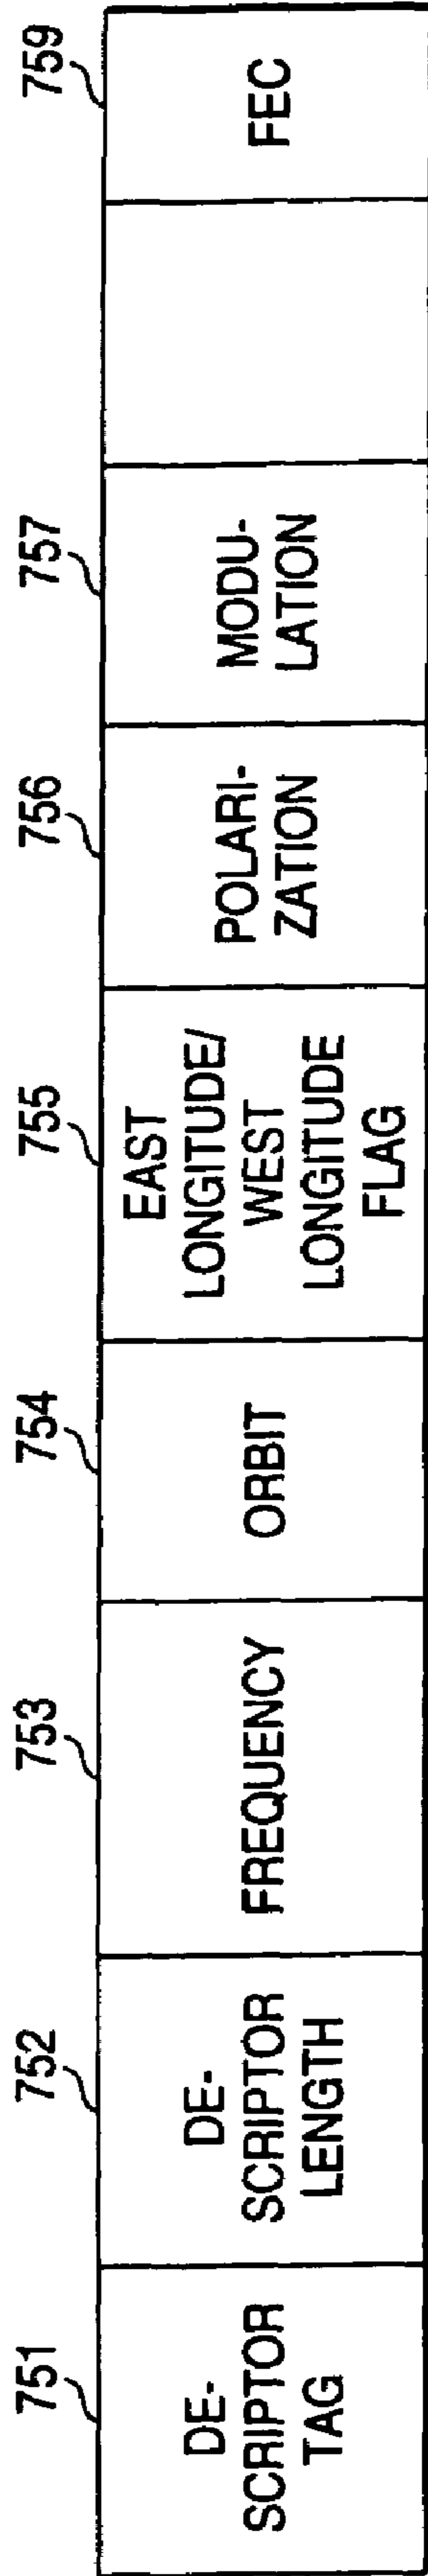 751
752
753
754
755
756
757
759
DE-
SCRIPTOR
TAG
DE-
SCRIPTOR
LENGTH
FREQUENCY
ORBIT
EAST
LONGITUDE/
WEST
LONGITUDE
FLAG
POLARI-
ZATION
MODU-
LATION
FEC